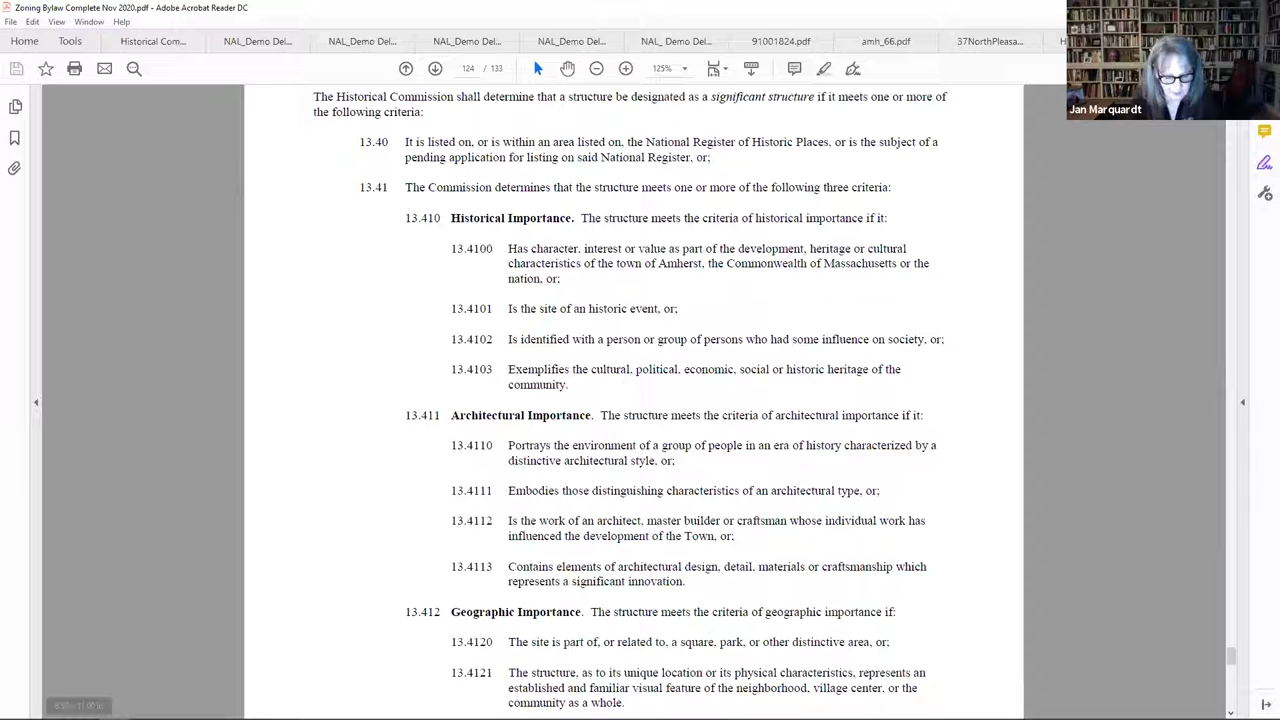 Zoning Bylaw Complete Nov 2020.pdf - Adobe Acrobat Reader DC
File Edit View Window Help
Home Tools Historical Com... NAL_Demo Del... NAL_Demo Del... NAL_Demo Del... NAL_Demo Del... NAL_ Demo Del... 91001824.pdf amh_66.pdf 37NorthPleasa...
124 / 133 125%
Jan Marquardt
The Historical Commission shall determine that a structure be designated as a significant structure if it meets one or more of
the following criteria:
13.40 It is listed on, or is within an area listed on, the National Register of Historic Places, or is the subject of a
pending application for listing on said National Register, or;
13.41 The Commission determines that the structure meets one or more of the following three criteria:
13.410 Historical Importance. The structure meets the criteria of historical importance if it:
13.4100 Has character, interest or value as part of the development, heritage or cultural
characteristics of the town of Amherst, the Commonwealth of Massachusetts or the
nation, or;
13.4101 Is the site of an historic event, or;
13.4102 Is identified with a person or group of persons who had some influence on society, or;
13.4103 Exemplifies the cultural, political, economic, social or historic heritage of the
community.
13.411 Architectural Importance. The structure meets the criteria of architectural importance if it:
13.4110 Portrays the environment of a group of people in an era of history characterized by a
distinctive architectural style, or;
13.4111 Embodies those distinguishing characteristics of an architectural type, or;
13.4112 Is the work of an architect, master builder or craftsman whose individual work has
influenced the development of the Town, or;
13.4113 Contains elements of architectural design, detail, materials or craftsmanship which
represents a significant innovation.
13.412 Geographic Importance. The structure meets the criteria of geographic importance if:
13.4120 The site is part of, or related to, a square, park, or other distinctive area, or;
13.4121 The structure, as to its unique location or its physical characteristics, represents an
established and familiar visual feature of the neighborhood, village center, or the
community as a whole.
8.50 x 11.00 in